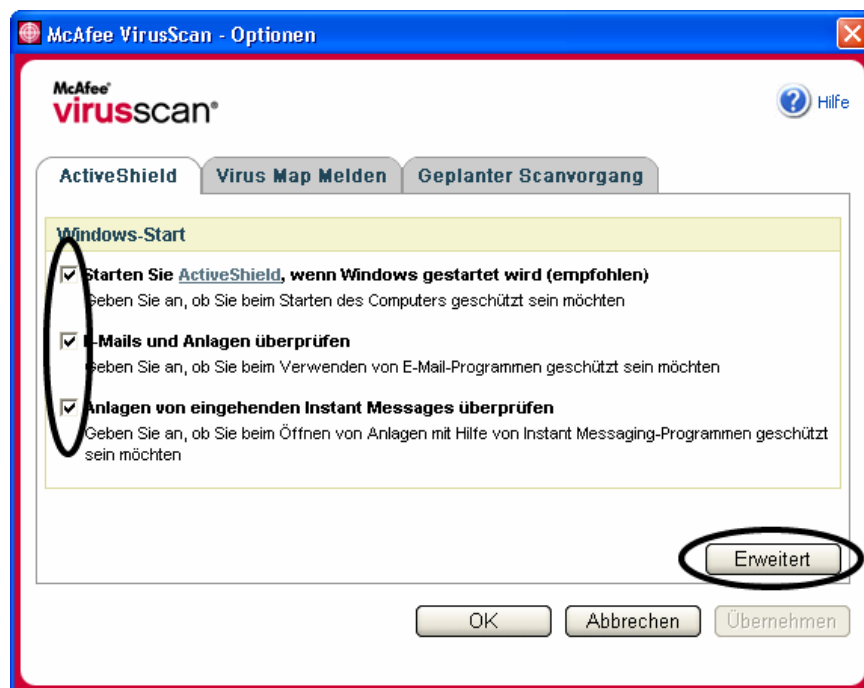 McAfee VirusScan - Optionen
McAfee®
virusscan®
Hilfe
ActiveShield
Virus Map Melden
Geplanter Scanvorgang
Windows-Start
Starten Sie ActiveShield, wenn Windows gestartet wird (empfohlen)
Geben Sie an, ob Sie beim Starten des Computers geschützt sein möchten
E-Mails und Anlagen überprüfen
Geben Sie an, ob Sie beim Verwenden von E-Mail-Programmen geschützt sein möchten
Anlagen von eingehenden Instant Messages überprüfen
Geben Sie an, ob Sie beim Öffnen von Anlagen mit Hilfe von Instant Messaging-Programmen geschützt
sein möchten
Erweitert
OK
Abbrechen
Übernehmen